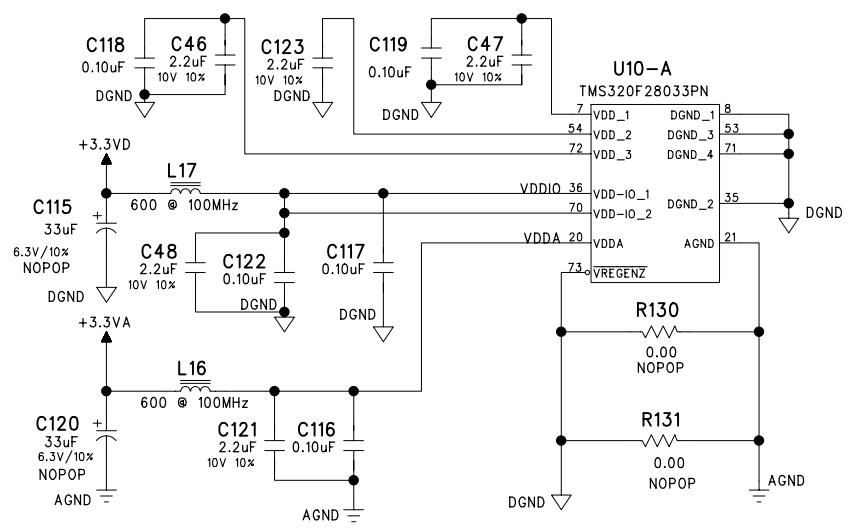 C118
0.10uF
DGND
C46
2.2uF
10V 10%
C123
2.2uF
10V 10%
DGND
C119
0.10uF
DGND
C47
2.2uF
10V 10%
U10-A
TMS320F28033PN
7 VDD_1 DGND_1 8
54 VDD_2 DGND_3 53
72 VDD_3 DGND_4 71
VDDIO 36 VDD-IO_1
70 VDD-IO_2 DGND_2 35
DGND
VDDA 20 VDDA AGND 21
73 VREGENZ
+3.3VD
L17
600 @ 100MHz
C115
+
33uF
6.3V/10%
NOPOP
DGND
C48
2.2uF
10V 10%
C122
0.10uF
DGND
C117
0.10uF
DGND
+3.3VA
L16
600 @ 100MHz
C120
+
33uF
6.3V/10%
NOPOP
AGND
C121
2.2uF
10V 10%
C116
0.10uF
AGND
R130
0.00
NOPOP
R131
0.00
NOPOP
DGND
AGND